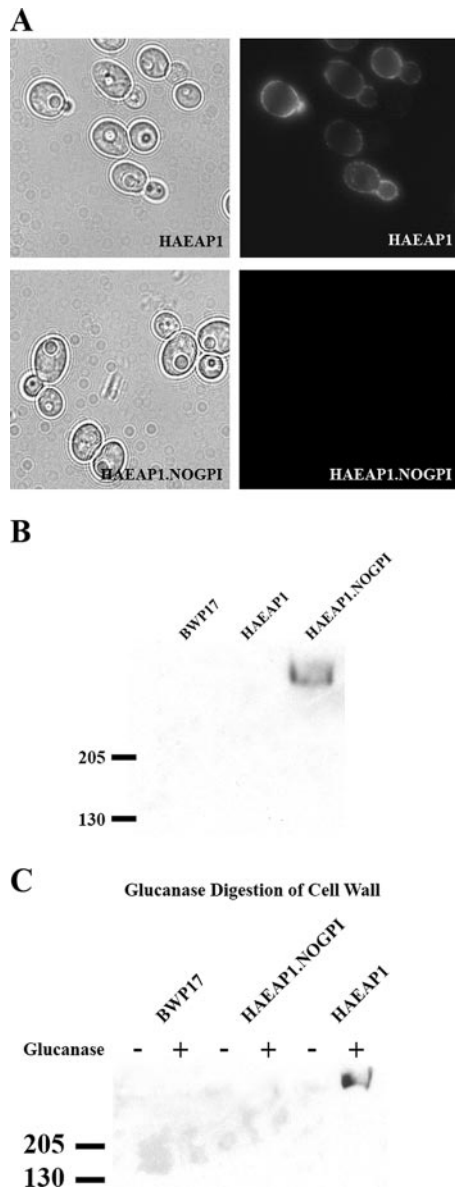 A
HAEAP1
HAEAP1
HAEAP1.NOGPI
HAEAP1.NOGPI
B
BWP17
HAEAP1
HAEAP1.NOGPI
205
130
C
Glucanase Digestion of Cell Wall
BWP17
HAEAP1.NOGPI
HAEAP1
Glucanase - + - + - +
205
130